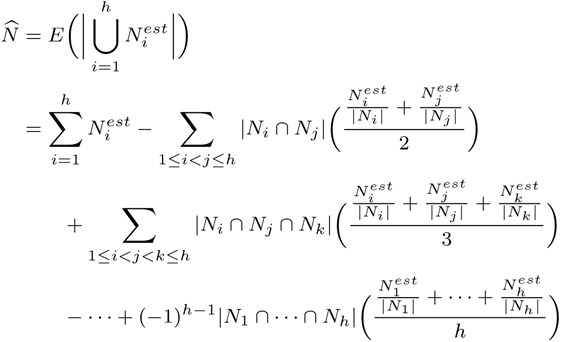 \widehat{N} = E\left(\left|\bigcup_{i=1}^{h} N_i^{est}\right|\right)
= \sum_{i=1}^{h} N_i^{est} - \sum_{1 \le i < j \le h} |N_i \cap N_j| \left(\frac{\frac{N_i^{est}}{|N_i|} + \frac{N_j^{est}}{|N_j|}}{2}\right)
+ \sum_{1 \le i < j < k \le h} |N_i \cap N_j \cap N_k| \left(\frac{\frac{N_i^{est}}{|N_i|} + \frac{N_j^{est}}{|N_j|} + \frac{N_k^{est}}{|N_k|}}{3}\right)
- \cdots + (-1)^{h-1} |N_1 \cap \cdots \cap N_h| \left(\frac{\frac{N_1^{est}}{|N_1|} + \cdots + \frac{N_h^{est}}{|N_h|}}{h}\right)